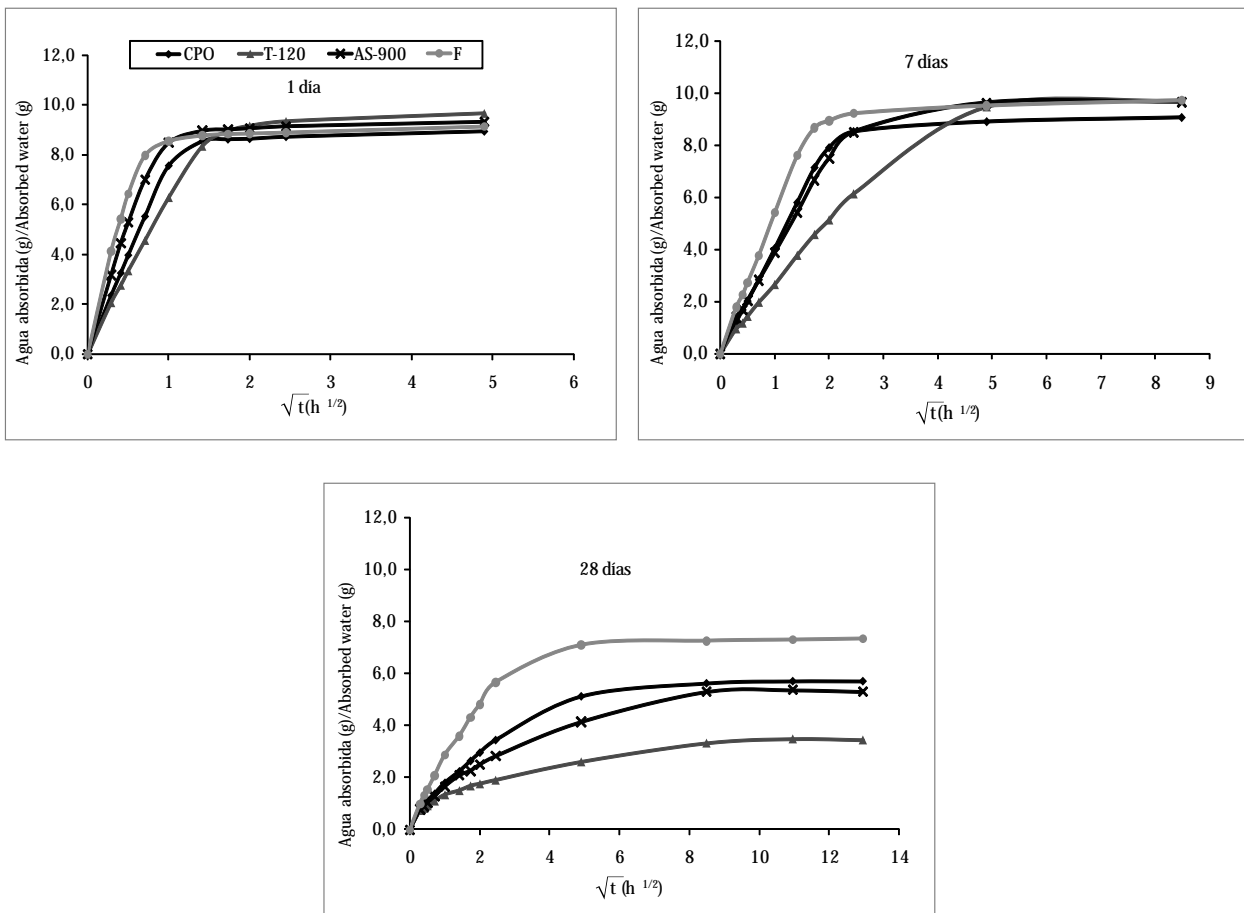 CPO T-120 AS-900 F
1 día
Agua absorbida (g)/Absorbed water (g)
12,0
10,0
8,0
6,0
4,0
2,0
0,0
0 1 2 3 4 5 6
√t(h 1/2)
7 días
Agua absorbida (g)/Absorbed water (g)
12,0
10,0
8,0
6,0
4,0
2,0
0,0
0 1 2 3 4 5 6 7 8 9
√t(h 1/2)
28 días
Agua absorbida (g)/Absorbed water (g)
12,0
10,0
8,0
6,0
4,0
2,0
0,0
0 2 4 6 8 10 12 14
√t (h 1/2)